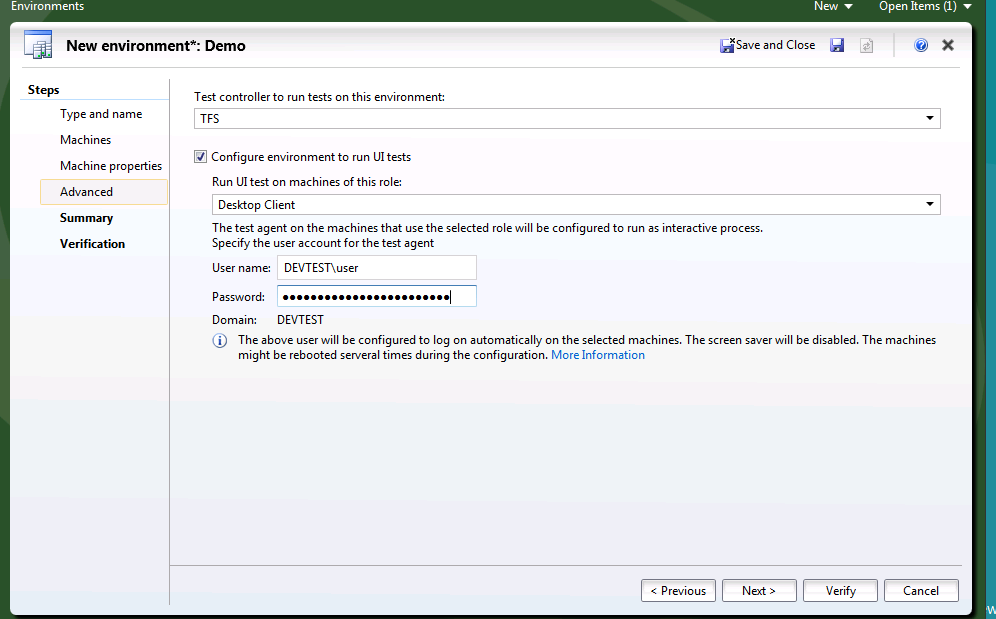 Environments
New
Open Items (1)
New environment*: Demo
Save and Close
Steps
Type and name
Machines
Machine properties
Advanced
Summary
Verification
Test controller to run tests on this environment:
TFS
Configure environment to run UI tests
Run UI test on machines of this role:
Desktop Client
The test agent on the machines that use the selected role will be configured to run as interactive process.
Specify the user account for the test agent
User name: DEVTEST\user
Password: ●●●●●●●●●●●●●●●●●●●●●●●●
Domain: DEVTEST
The above user will be configured to log on automatically on the selected machines. The screen saver will be disabled. The machines
might be rebooted serveral times during the configuration. More Information
< Previous
Next >
Verify
Cancel